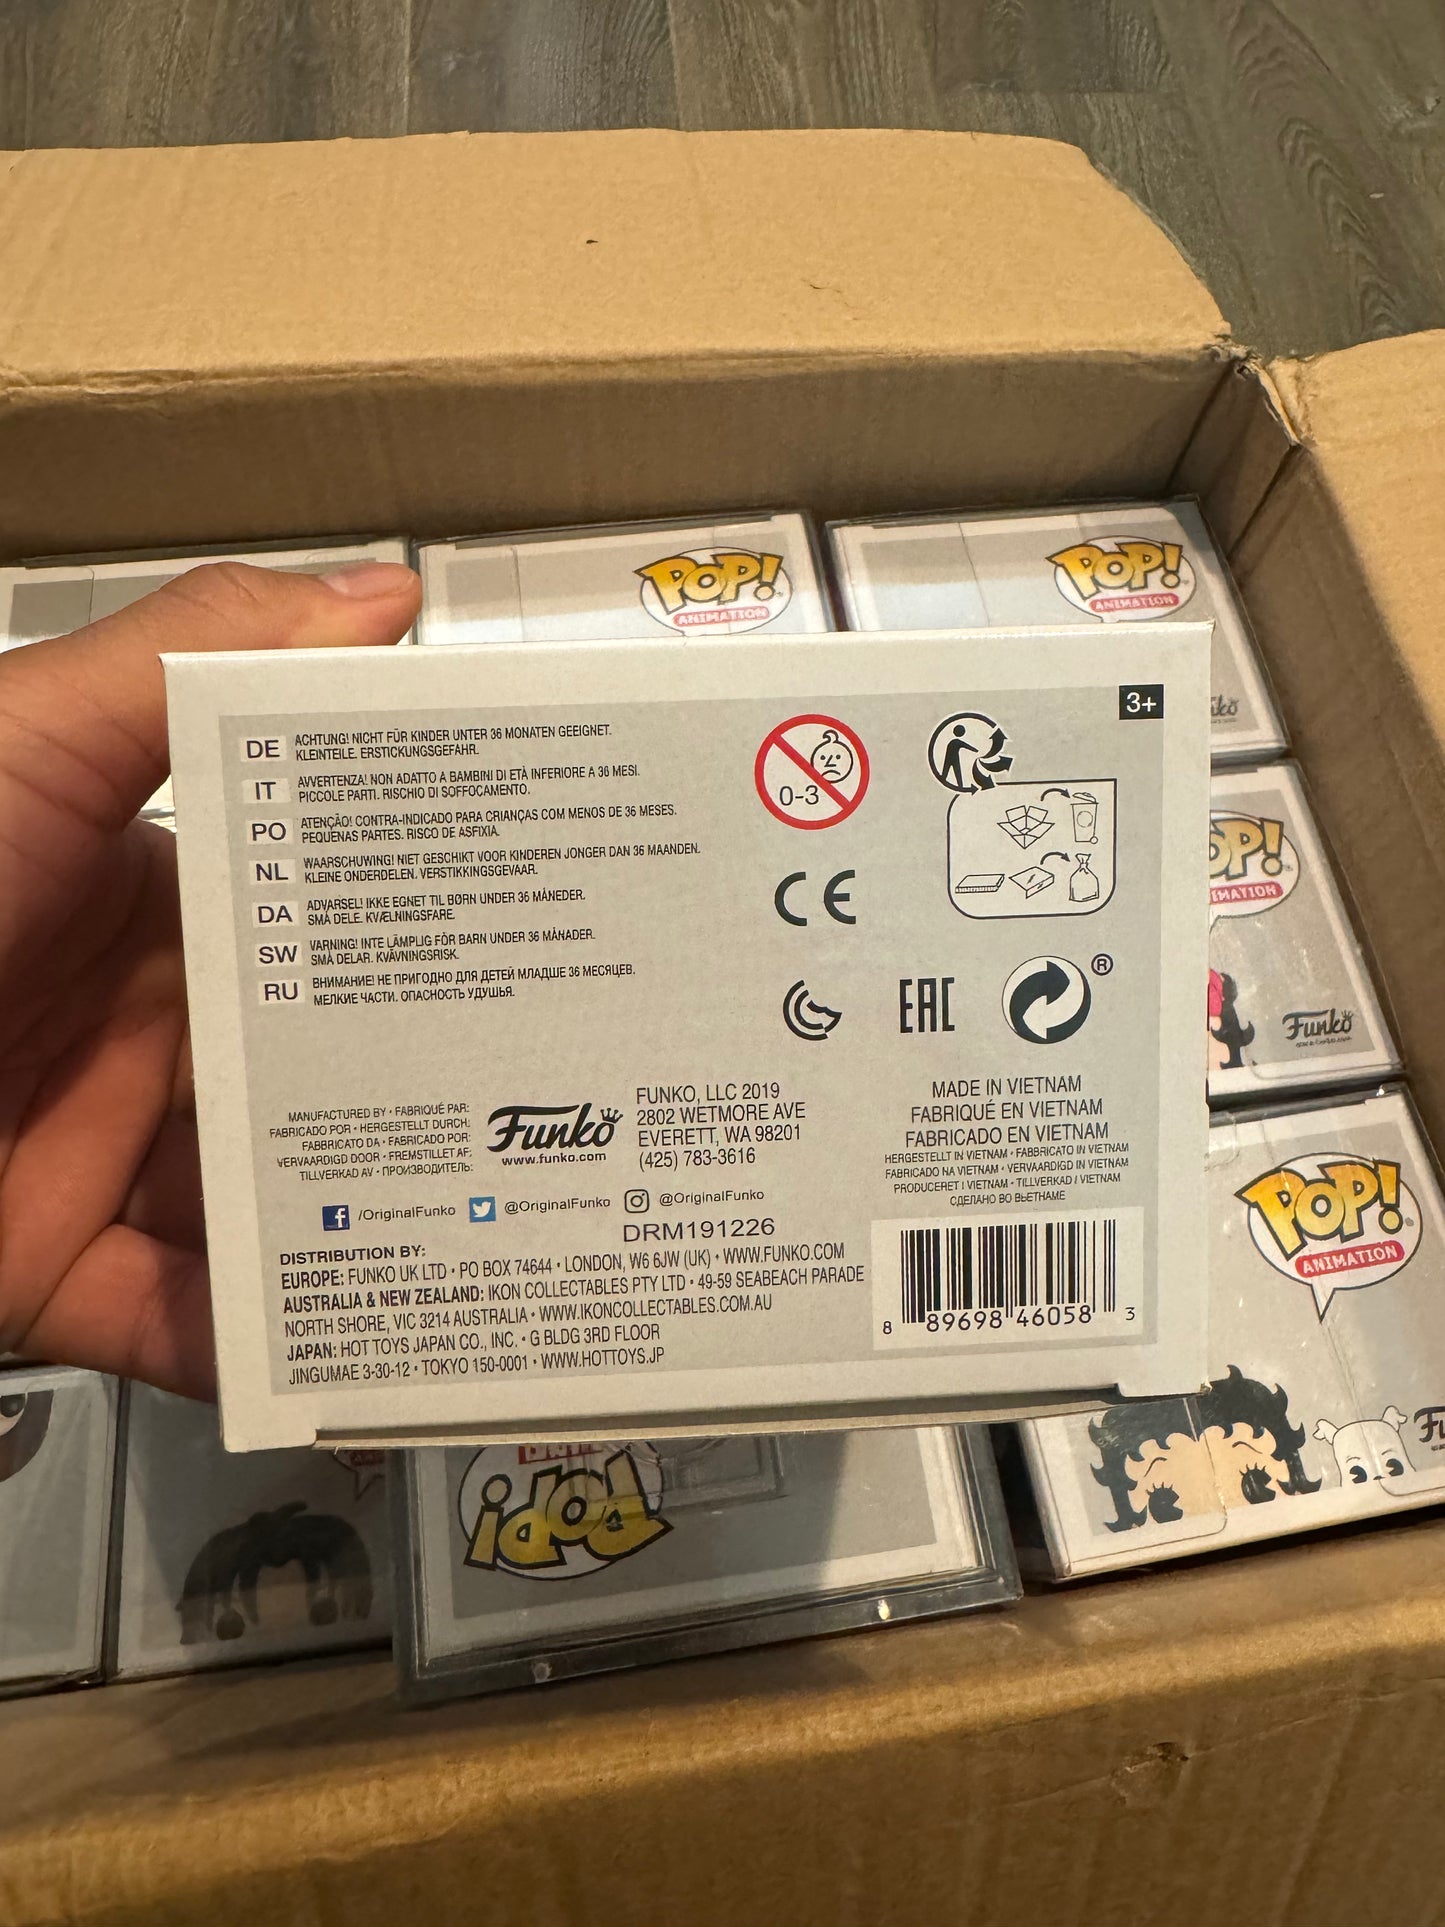 POP!
ANIMATION
POP!
ANIMATION
3+
DE ACHTUNG! NICHT FÜR KINDER UNTER 36 MONATEN GEEIGNET.
KLEINTEILE. ERSTICKUNGSGEFAHR.
IT AVVERTENZA! NON ADATTO A BAMBINI DI ETÀ INFERIORE A 36 MESI.
PICCOLE PARTI. RISCHIO DI SOFFOCAMENTO.
PO ATENÇÃO! CONTRA-INDICADO PARA CRIANÇAS COM MENOS DE 36 MESES.
PEQUENAS PARTES. RISCO DE ASFIXIA.
NL WAARSCHUWING! NIET GESCHIKT VOOR KINDEREN JONGER DAN 36 MAANDEN.
KLEINE ONDERDELEN. VERSTIKKINGSGEVAAR.
DA ADVARSEL! IKKE EGNET TIL BØRN UNDER 36 MÅNEDER.
SMÅ DELE. KVÆLNINGSFARE.
SW VARNING! INTE LÄMPLIG FÖR BARN UNDER 36 MÅNADER.
SMÅ DELAR. KVÄVNINGSRISK.
RU ВНИМАНИЕ! НЕ ПРИГОДНО ДЛЯ ДЕТЕЙ МЛАДШЕ 36 МЕСЯЦЕВ.
МЕЛКИЕ ЧАСТИ. ОПАСНОСТЬ УДУШЬЯ.
0-3
CE
EAC
®
MANUFACTURED BY • FABRIQUÉ PAR:
FABRICADO POR • HERGESTELLT DURCH:
FABBRICATO DA • FABRICADO POR:
VERVAARDIGD DOOR • FREMSTILLET AF:
TILLVERKAD AV • ПРОИЗВОДИТЕЛЬ:
Funko
www.funko.com
FUNKO, LLC 2019
2802 WETMORE AVE
EVERETT, WA 98201
(425) 783-3616
MADE IN VIETNAM
FABRIQUÉ EN VIETNAM
FABRICADO EN VIETNAM
HERGESTELLT IN VIETNAM • FABBRICATO IN VIETNAM
FABRICADO NA VIETNAM • VERVAARDIGD IN VIETNAM
PRODUCERET I VIETNAM • TILLVERKAD I VIETNAM
СДЕЛАНО ВО ВЬЕТНАМЕ
f /OriginalFunko @OriginalFunko @OriginalFunko
DRM191226
DISTRIBUTION BY:
EUROPE: FUNKO UK LTD • PO BOX 74644 • LONDON, W6 6JW (UK) • WWW.FUNKO.COM
AUSTRALIA & NEW ZEALAND: IKON COLLECTABLES PTY LTD • 49-59 SEABEACH PARADE
NORTH SHORE, VIC 3214 AUSTRALIA • WWW.IKONCOLLECTABLES.COM.AU
JAPAN: HOT TOYS JAPAN CO., INC. • G BLDG 3RD FLOOR
JINGUMAE 3-30-12 • TOKYO 150-0001 • WWW.HOTTOYS.JP
8 89698 46058 3
Funko
POP!
ANIMATION
POP!